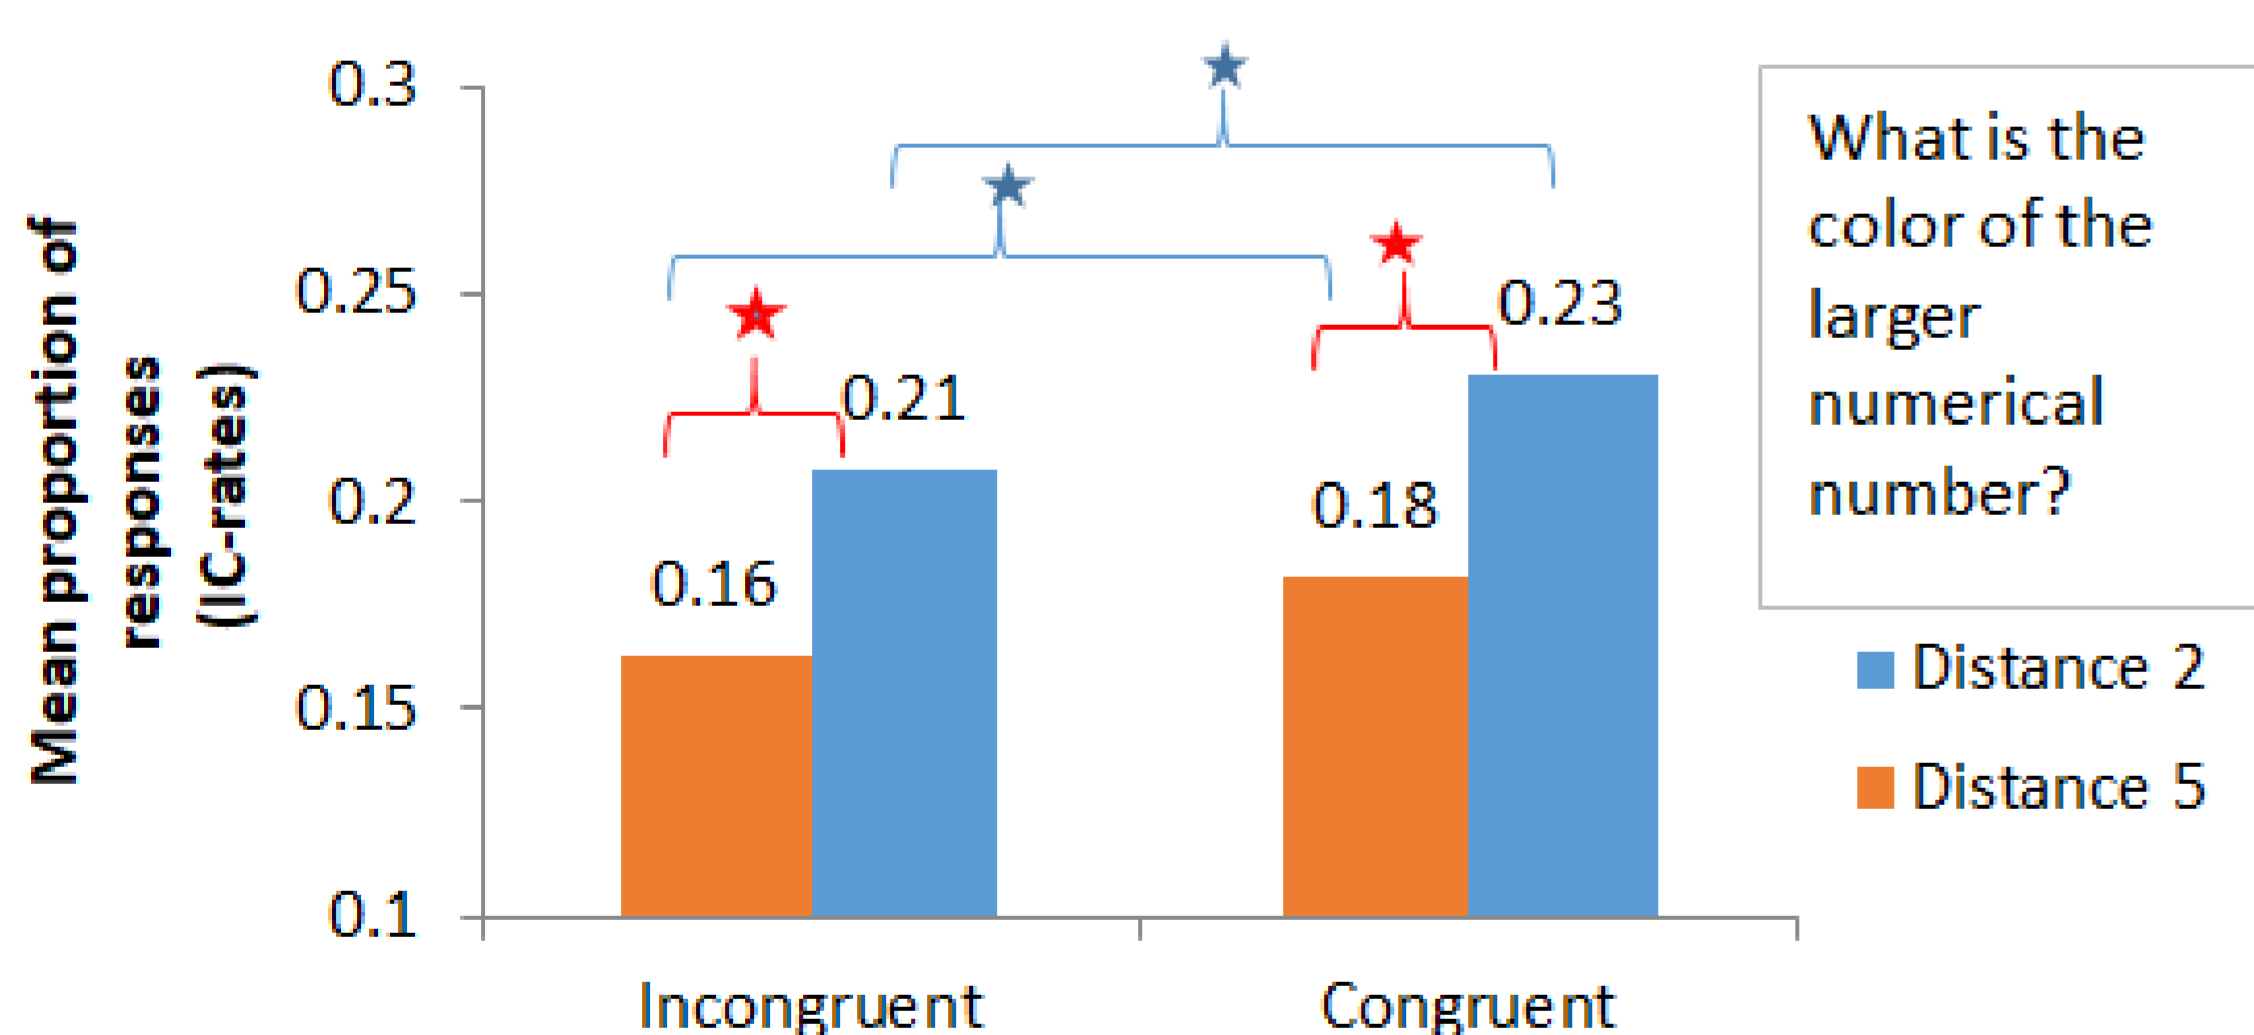 Mean proportion of
responses
(IC-rates)
0.3
0.25
0.2
0.15
0.1
0.16
0.21
0.18
0.23
Incongruent
Congruent
What is the
color of the
larger
numerical
number?
Distance 2
Distance 5